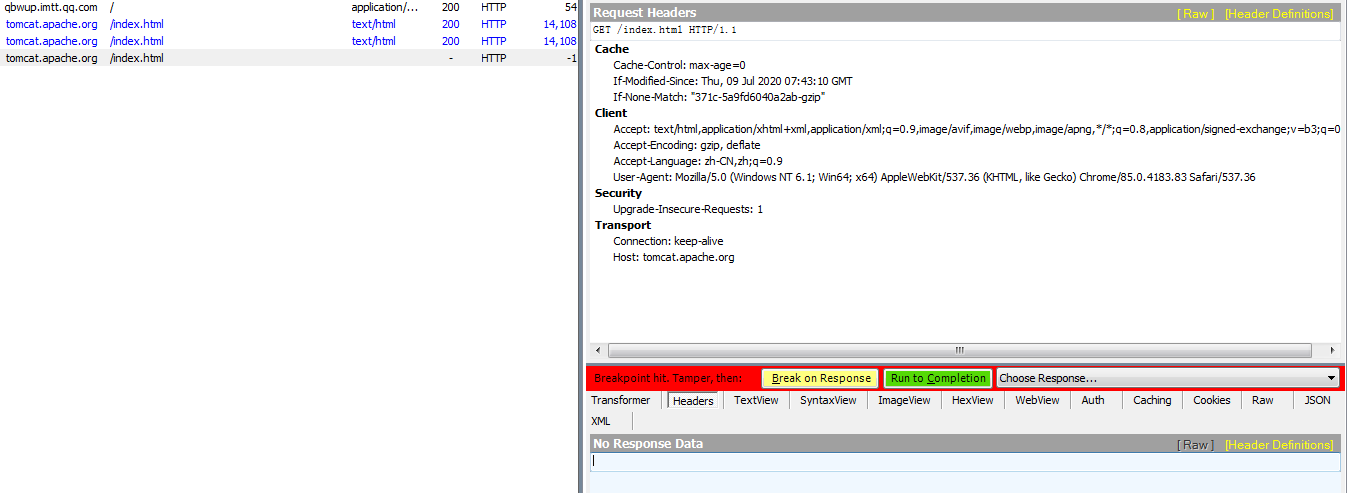 qbwup.imtt.qq.com / application/... 200 HTTP 54
tomcat.apache.org /index.html text/html 200 HTTP 14,108
tomcat.apache.org /index.html text/html 200 HTTP 14,108
tomcat.apache.org /index.html - HTTP -1
Request Headers [ Raw ] [Header Definitions]
GET /index.html HTTP/1.1
Cache
Cache-Control: max-age=0
If-Modified-Since: Thu, 09 Jul 2020 07:43:10 GMT
If-None-Match: "371c-5a9fd6040a2ab-gzip"
Client
Accept: text/html,application/xhtml+xml,application/xml;q=0.9,image/avif,image/webp,image/apng,*/*;q=0.8,application/signed-exchange;v=b3;q=0
Accept-Encoding: gzip, deflate
Accept-Language: zh-CN,zh;q=0.9
User-Agent: Mozilla/5.0 (Windows NT 6.1; Win64; x64) AppleWebKit/537.36 (KHTML, like Gecko) Chrome/85.0.4183.83 Safari/537.36
Security
Upgrade-Insecure-Requests: 1
Transport
Connection: keep-alive
Host: tomcat.apache.org
Breakpoint hit. Tamper, then: Break on Response Run to Completion Choose Response...
Transformer Headers TextView SyntaxView ImageView HexView WebView Auth Caching Cookies Raw JSON
XML
No Response Data [ Raw ] [Header Definitions]